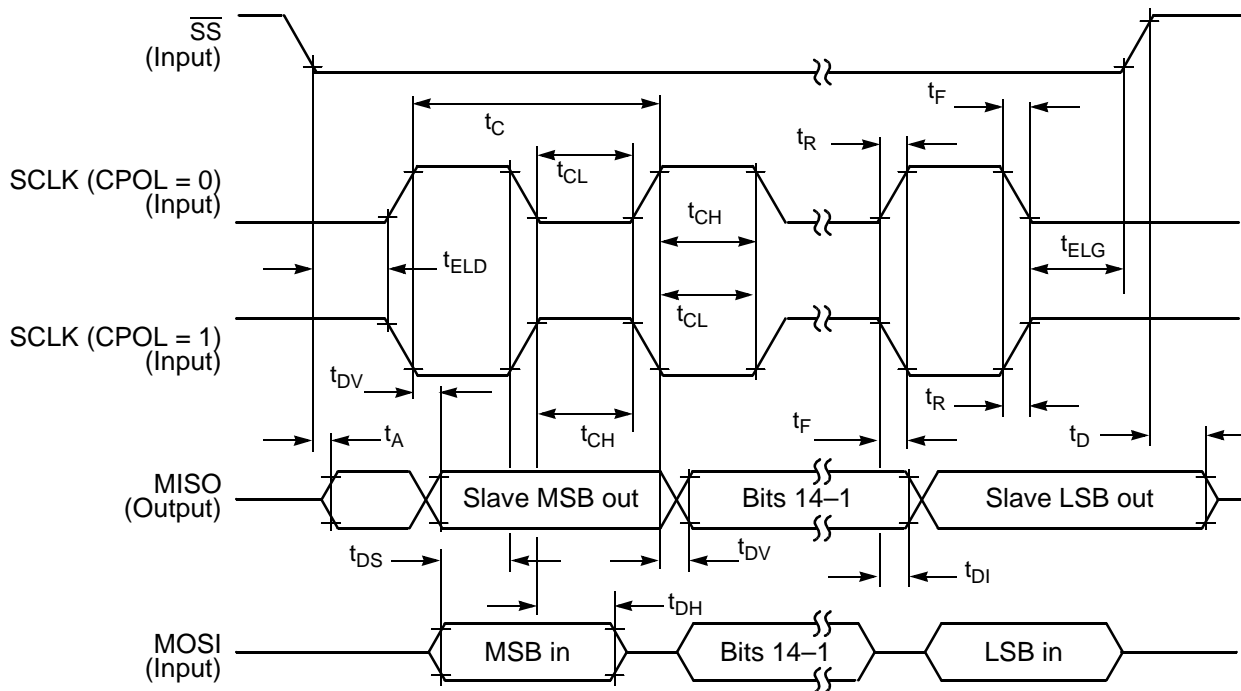 SS
(Input)
tF
tC
tR
SCLK (CPOL = 0)
(Input)
tCL
tCH
tELD
tELG
SCLK (CPOL = 1)
(Input)
tCL
tDV
tR
tA
tCH
tF
tD
MISO
(Output)
Slave MSB out
Bits 14–1
Slave LSB out
tDS
tDV
tDI
tDH
MOSI
(Input)
MSB in
Bits 14–1
LSB in